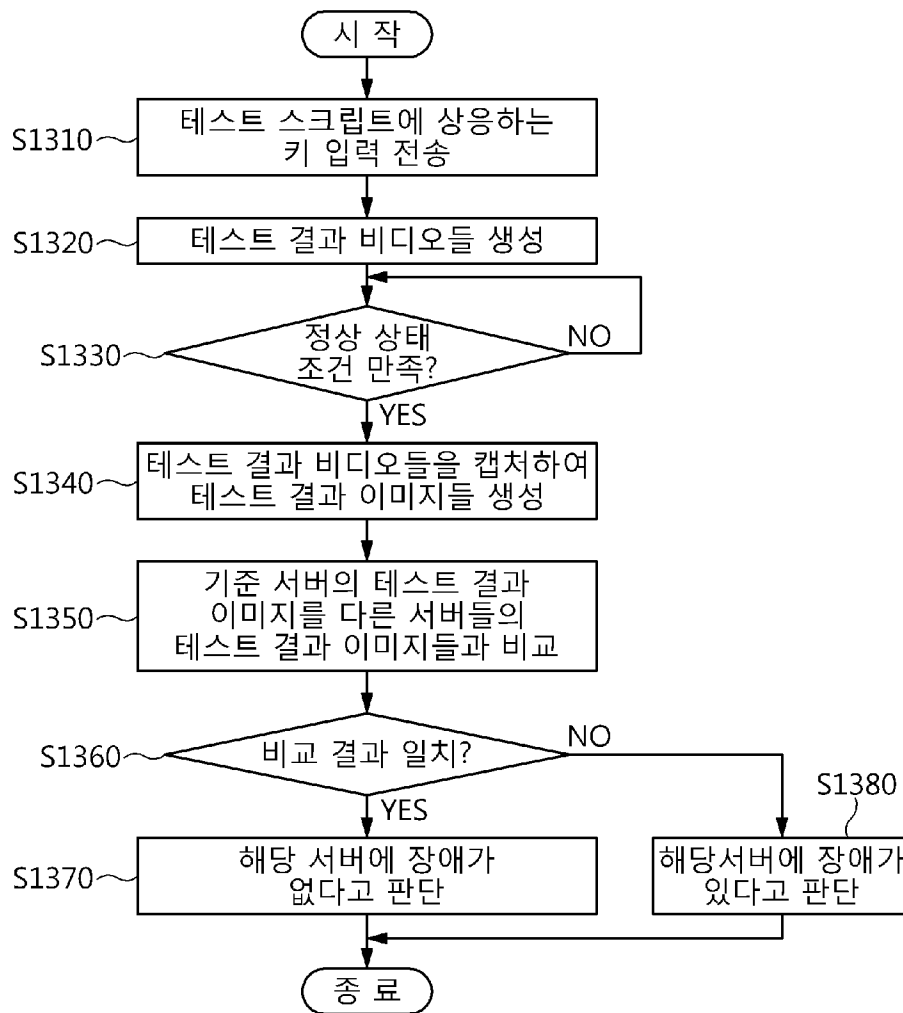 시 작
S1310
테스트 스크립트에 상응하는
키 입력 전송
S1320
테스트 결과 비디오들 생성
S1330
정상 상태
조건 만족?
NO
YES
S1340
테스트 결과 비디오들을 캡처하여
테스트 결과 이미지들 생성
S1350
기준 서버의 테스트 결과
이미지를 다른 서버들의
테스트 결과 이미지들과 비교
S1360
비교 결과 일치?
NO
YES
S1380
S1370
해당 서버에 장애가
없다고 판단
해당서버에 장애가
있다고 판단
종 료